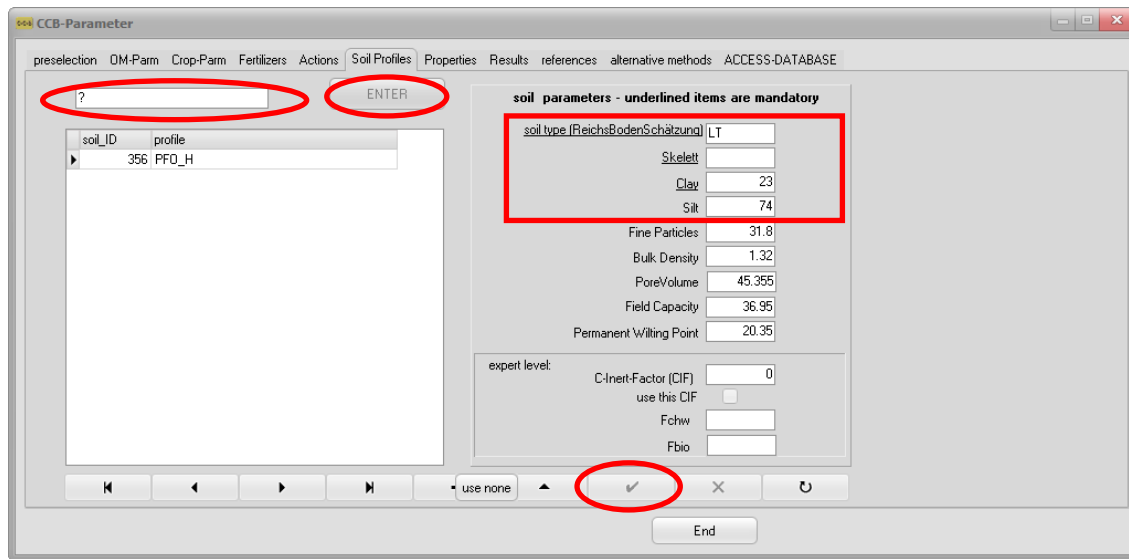 CCB-Parameter
preselection OM-Parm Crop-Parm Fertilizers Actions Soil Profiles Properties Results references alternative methods ACCESS-DATABASE
?
ENTER
soil_ID profile
356 PFO_H
soil parameters - underlined items are mandatory
soil type (ReichsBodenSchätzung) LT
Skelett
Clay 23
Silt 74
Fine Particles 31.8
Bulk Density 1.32
PoreVolume 45.355
Field Capacity 36.95
Permanent Wilting Point 20.35
expert level:
C-Inert-Factor (CIF) 0
use this CIF
Fchw
Fbio
use none
End